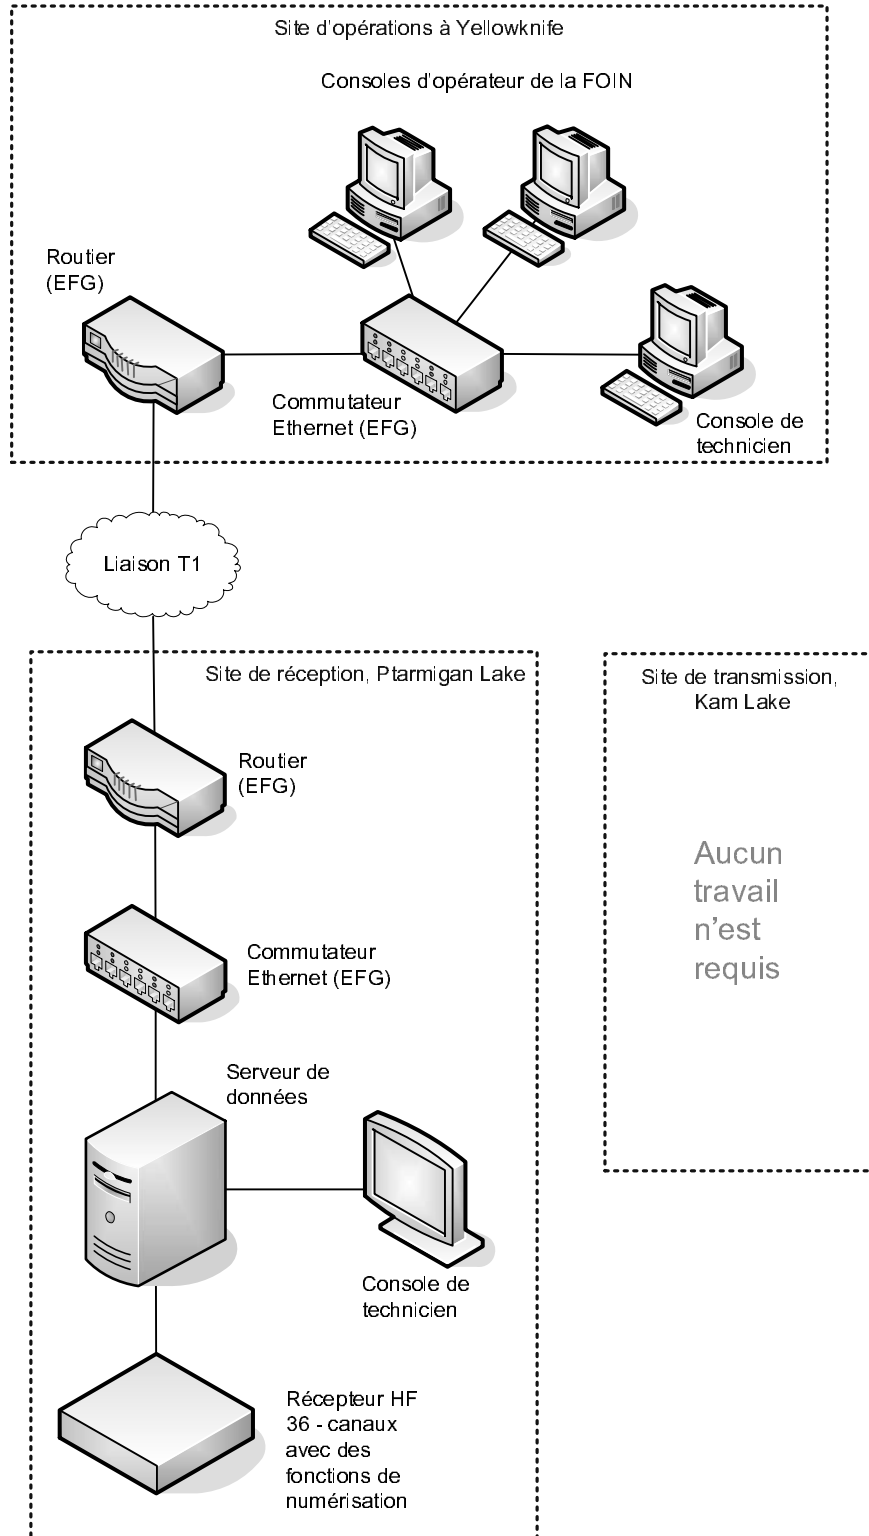 Site d'opérations à Yellowknife
Consoles d'opérateur de la FOIN
Routier
(EFG)
Commutateur
Ethernet (EFG)
Console de
technicien
Liaison T1
Site de réception, Ptarmigan Lake
Routier
(EFG)
Commutateur
Ethernet (EFG)
Serveur de
données
Console de
technicien
Récepteur HF
36 - canaux
avec des
fonctions de
numérisation
Site de transmission,
Kam Lake
Aucun
travail
n'est
requis